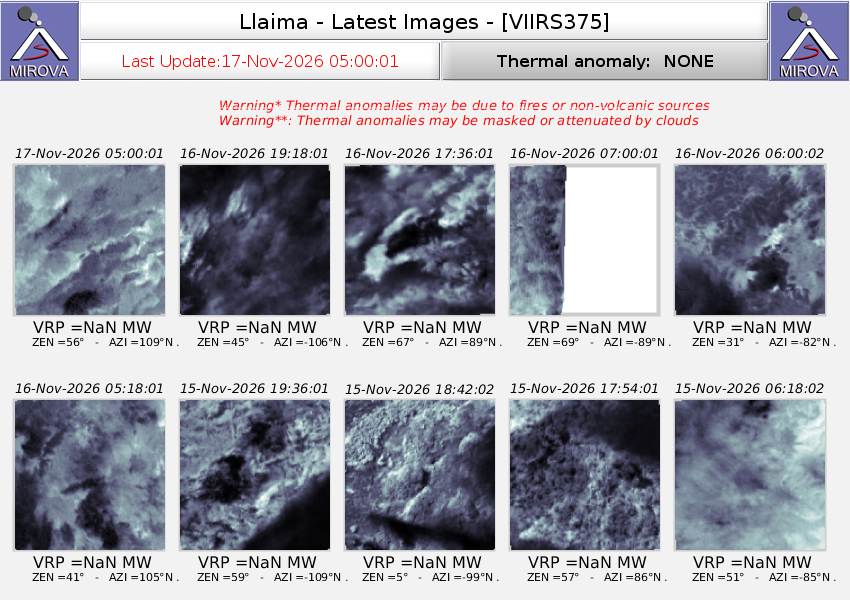 Llaima - Latest Images - [VIIRS375]
MIROVA
Last Update:17-Nov-2026 05:00:01
Thermal anomaly: NONE
MIROVA
Warning* Thermal anomalies may be due to fires or non-volcanic sources
Warning**: Thermal anomalies may be masked or attenuated by clouds
17-Nov-2026 05:00:01 16-Nov-2026 19:18:01 16-Nov-2026 17:36:01 16-Nov-2026 07:00:01 16-Nov-2026 06:00:02
VRP =NaN MW VRP =NaN MW VRP =NaN MW VRP =NaN MW VRP =NaN MW
ZEN =56° - AZI =109°N . ZEN =45° - AZI =-106°N . ZEN =67° - AZI =89°N . ZEN =69° - AZI =-89°N . ZEN =31° - AZI =-82°N .
16-Nov-2026 05:18:01 15-Nov-2026 19:36:01 15-Nov-2026 18:42:02 15-Nov-2026 17:54:01 15-Nov-2026 06:18:02
VRP =NaN MW VRP =NaN MW VRP =NaN MW VRP =NaN MW VRP =NaN MW
ZEN =41° - AZI =105°N . ZEN =59° - AZI =-109°N . ZEN =5° - AZI =-99°N . ZEN =57° - AZI =86°N . ZEN =51° - AZI =-85°N .